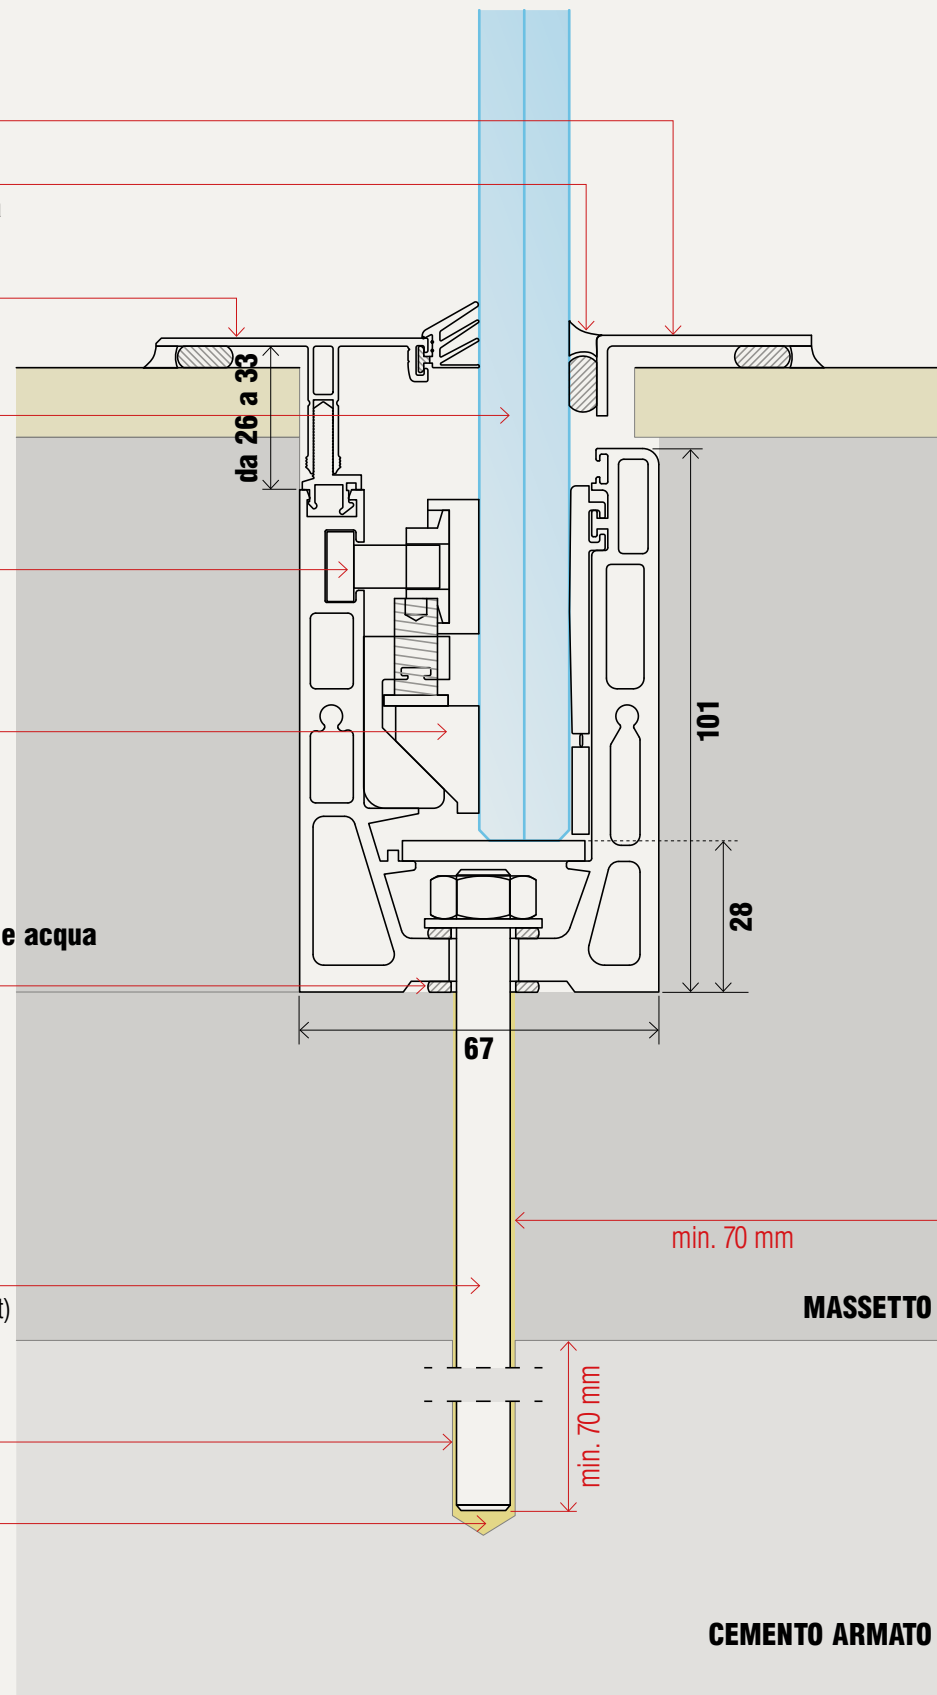 da 26 a 33
101
28
e acqua
67
min. 70 mm
t)
MASSETTO
min. 70 mm
CEMENTO ARMATO